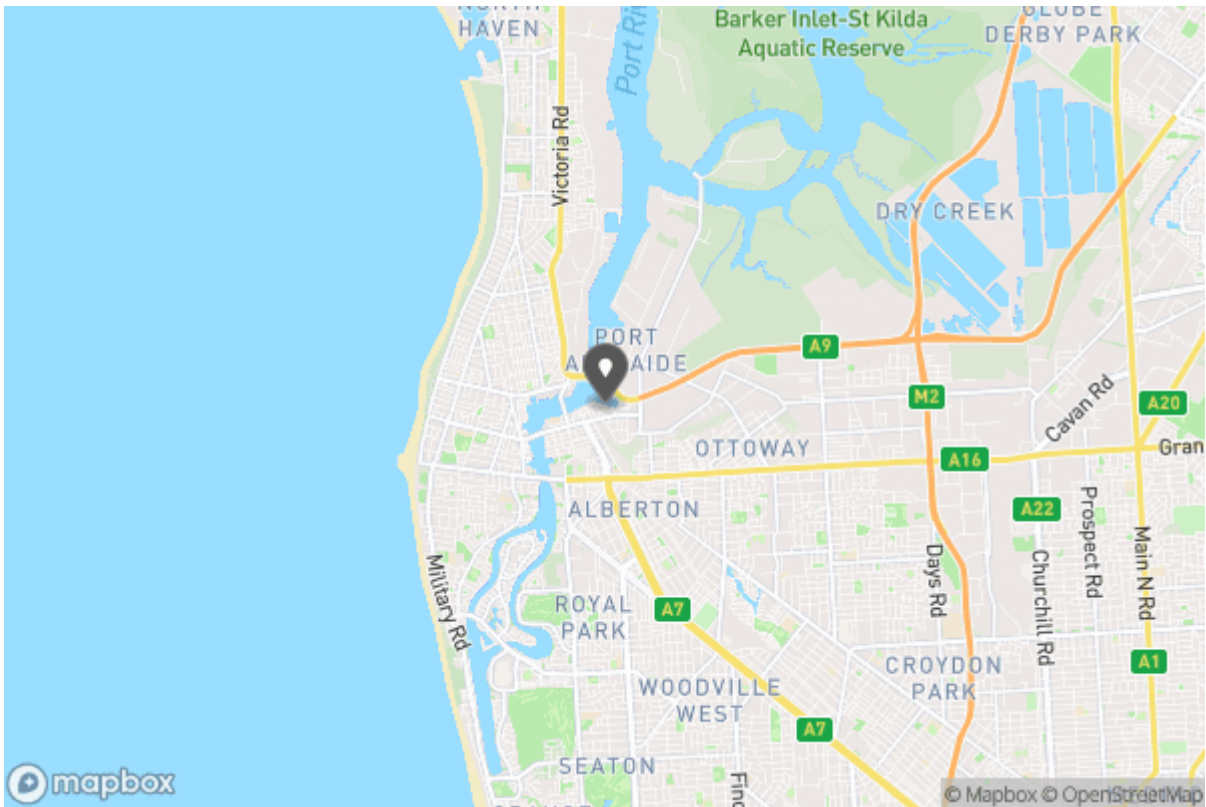 NORTH
HAVEN
Port Ri
Barker Inlet-St Kilda
Aquatic Reserve
GLOBE
DERBY PARK
Victoria Rd
DRY CREEK
PORT
A AIDE
A9
M2
Cavan Rd
A20
OTTOWAY
A16
Gran
ALBERTON
A22
Prospect Rd
Main N Rd
Military Rd
Days Rd
Churchill Rd
ROYAL
PARK
A7
CROYDON
PARK
A1
WOODVILLE
WEST
A7
SEATON
Find
mapbox
© Mapbox © OpenStreetMap